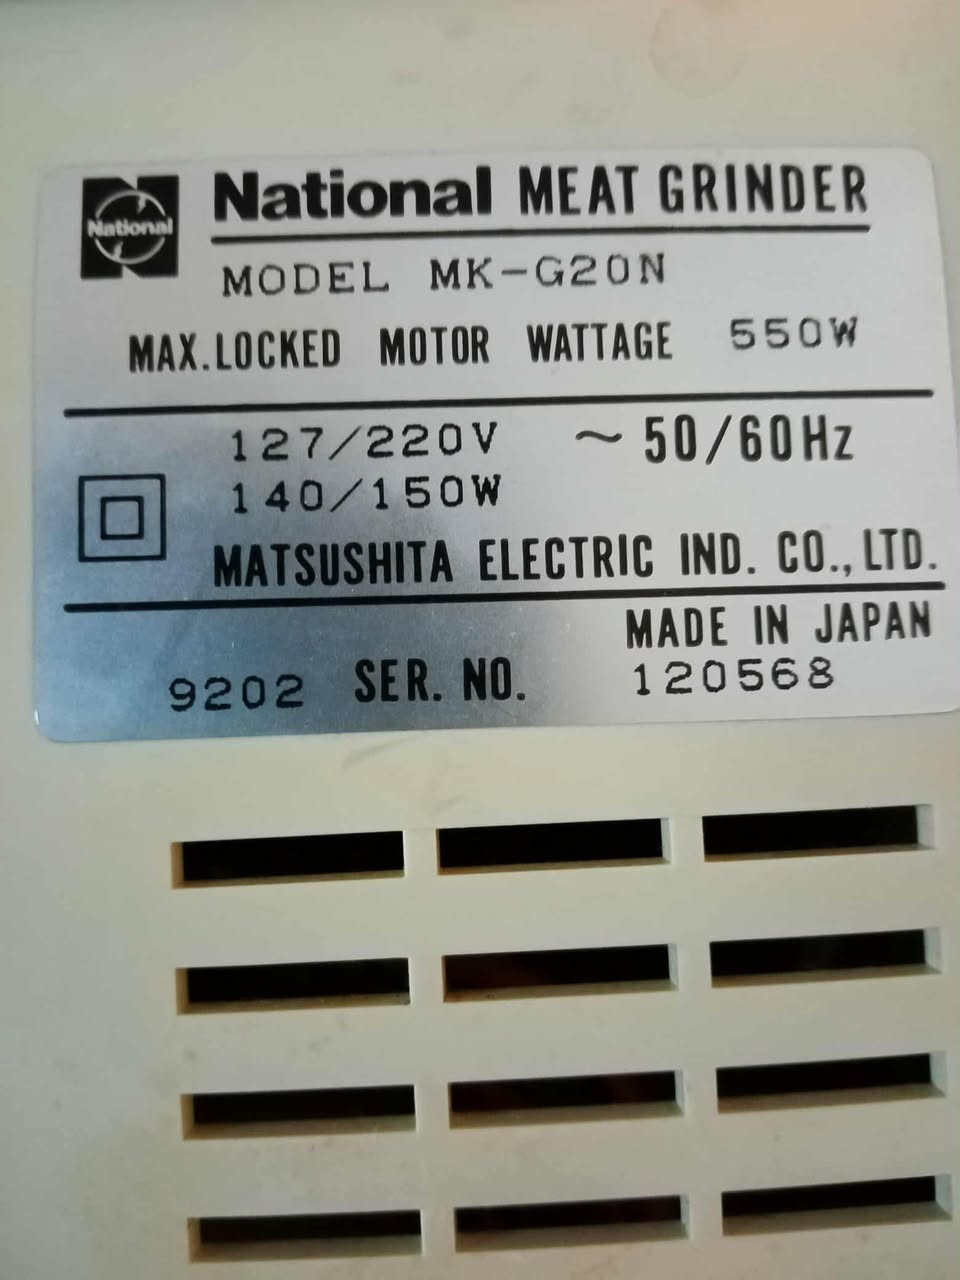 National National MEAT GRINDER
MODEL MK-G20N
MAX.LOCKED MOTOR WATTAGE 550W
127/220V ~ 50/60Hz
140/150W
MATSUSHITA ELECTRIC IND. CO., LTD.
MADE IN JAPAN
9202 SER. NO. 120568